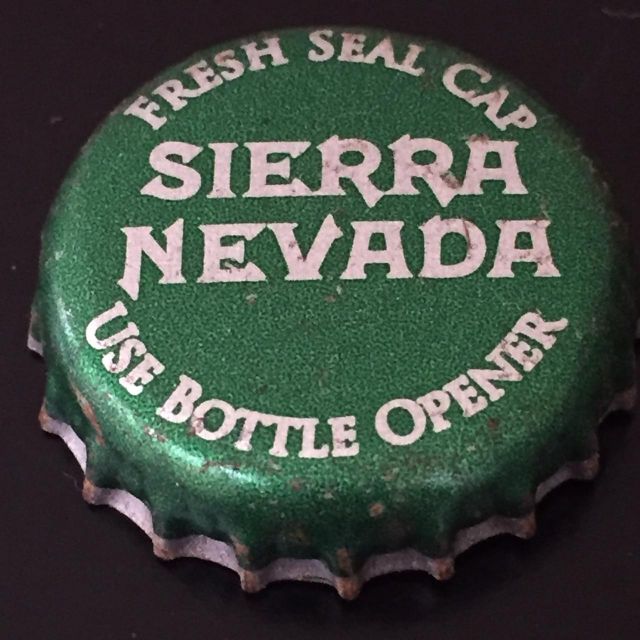 FRESH SEAL CAP
SIERRA
NEVADA
USE BOTTLE OPENER